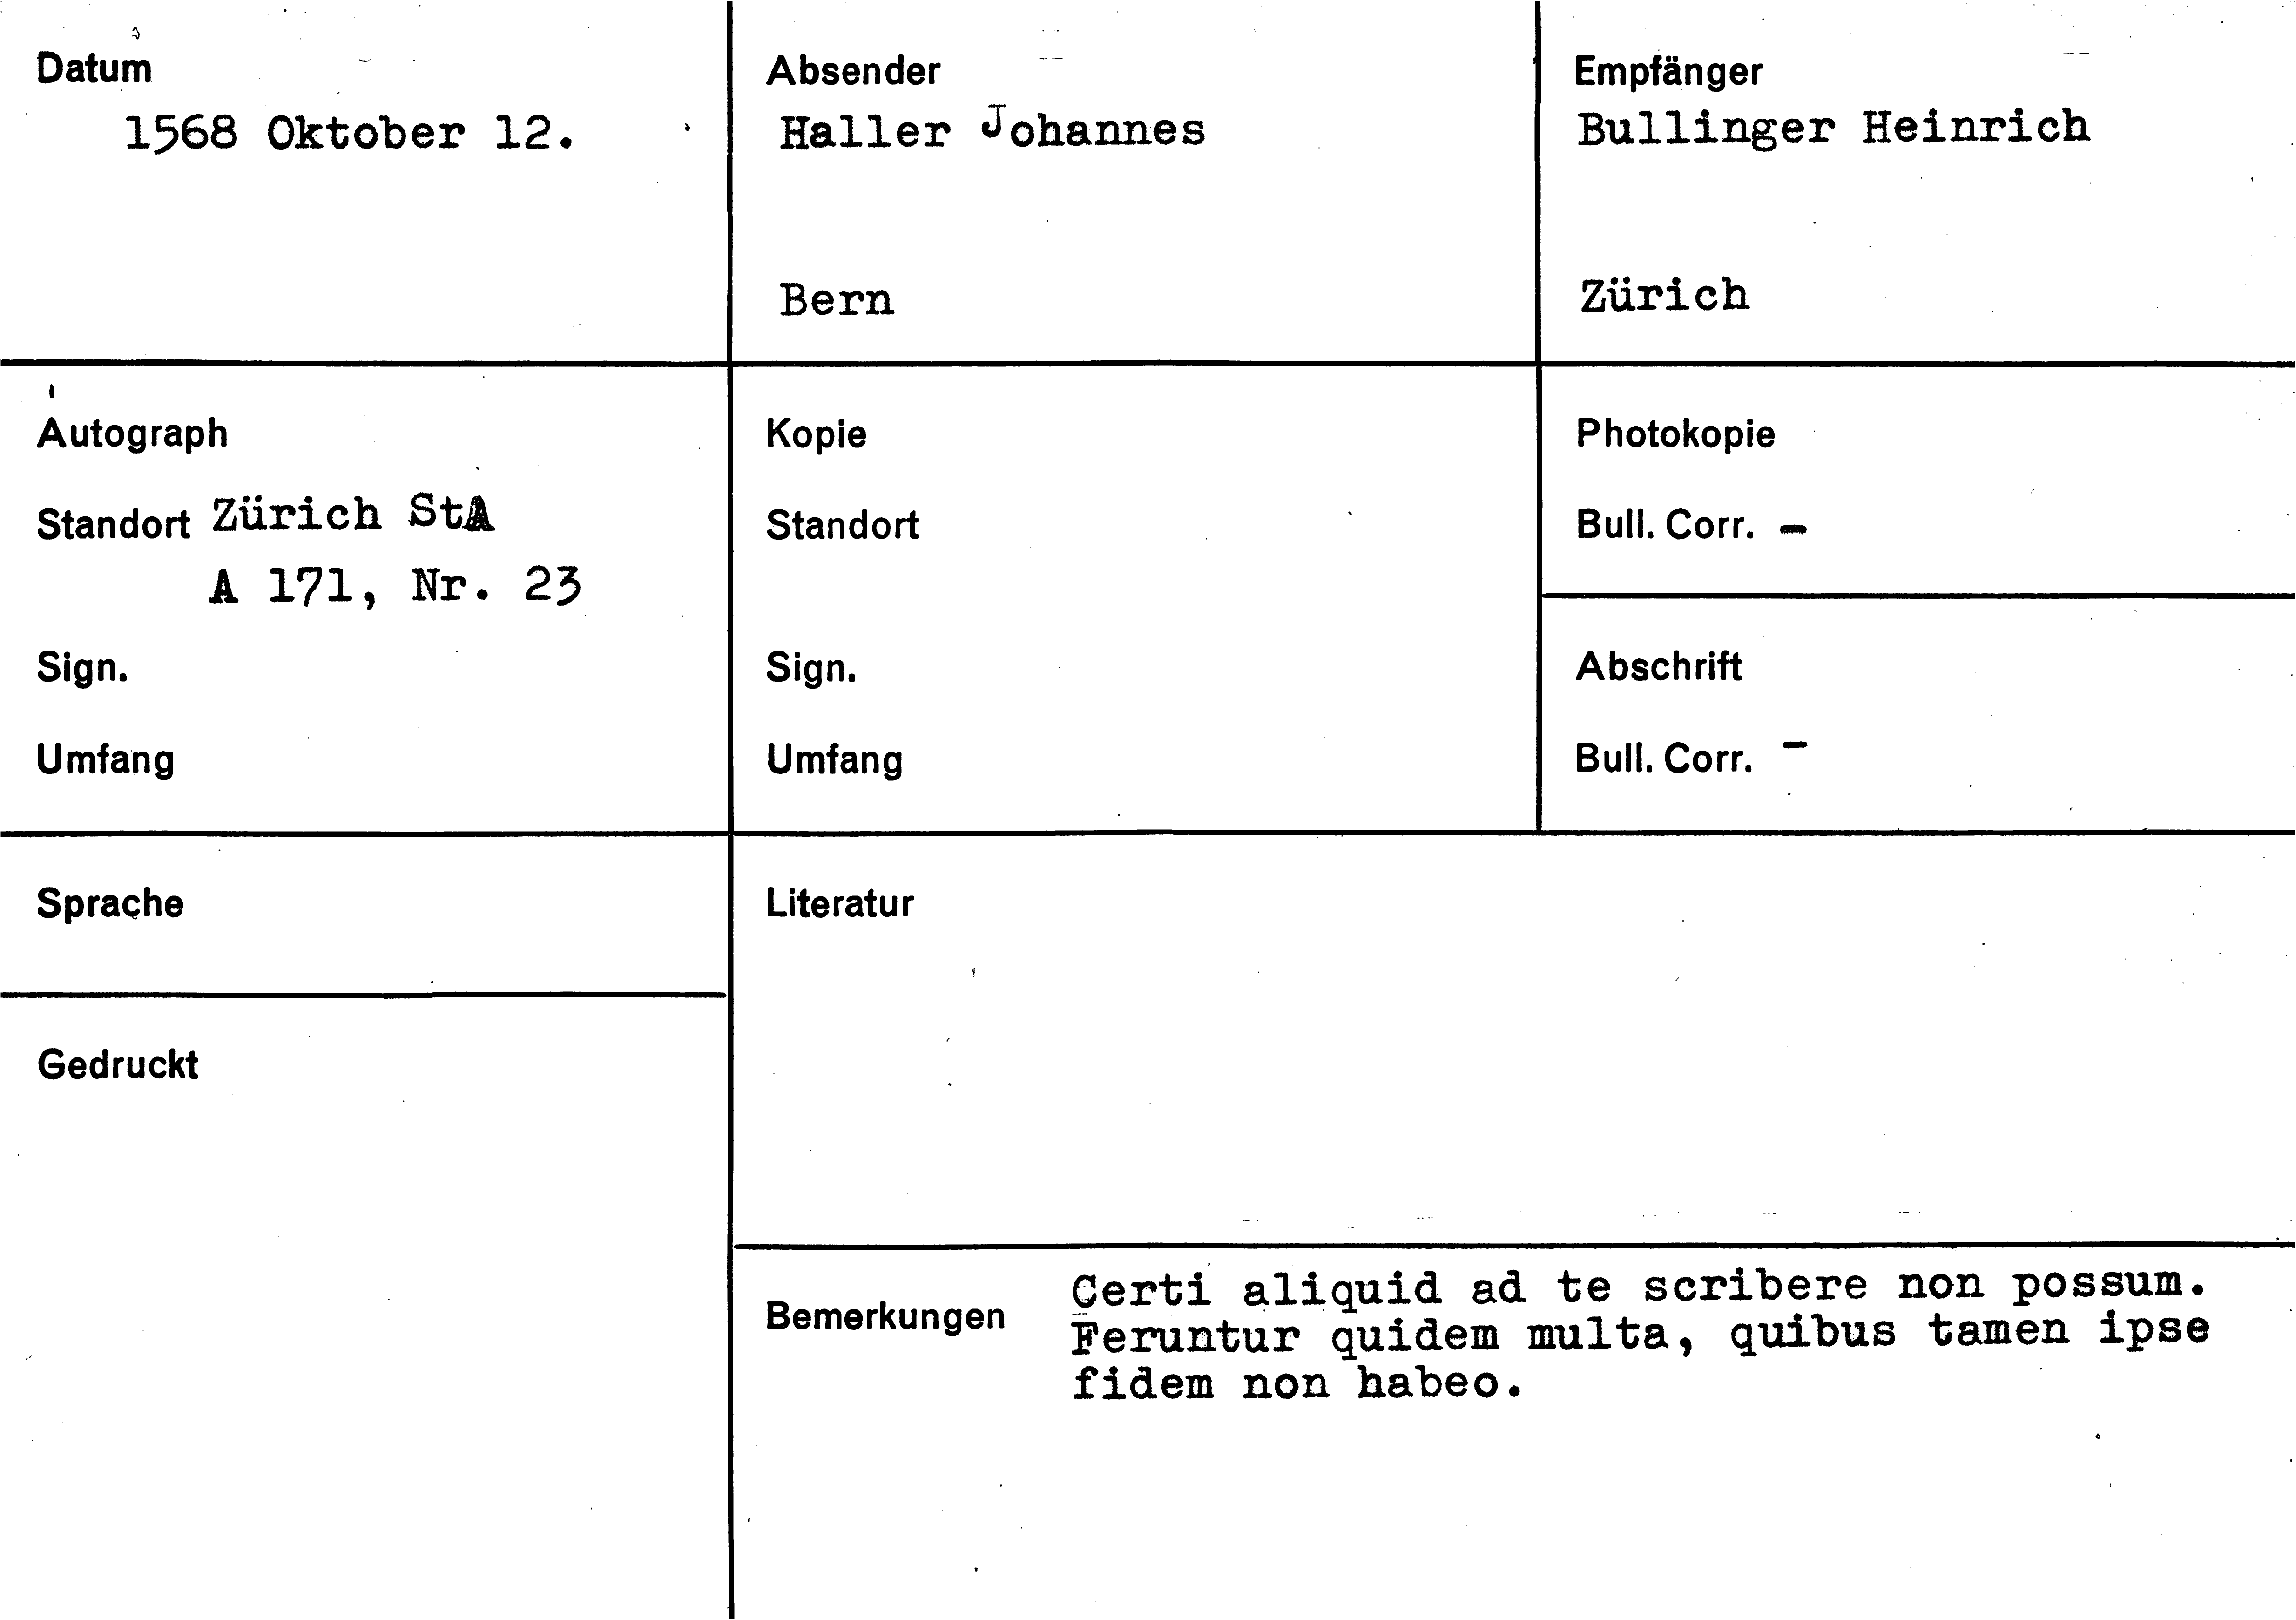 Datum
1568 Oktober 12.
Absender
Haller Johannes
Bern
Empfänger
Bullinger Heinrich
Zürich
Autograph
Standort Zürich StA
A 171, Nr. 23
Sign.
Umfang
Kopie
Standort
Sign.
Umfang
Photokopie
Bull. Corr. -
Abschrift
Bull. Corr. -
Sprache
Gedruckt
Literatur
Bemerkungen
Certi aliquid ad te scribere non possum.
Feruntur quidem multa, quibus tamen ipse
fidem non habeo.